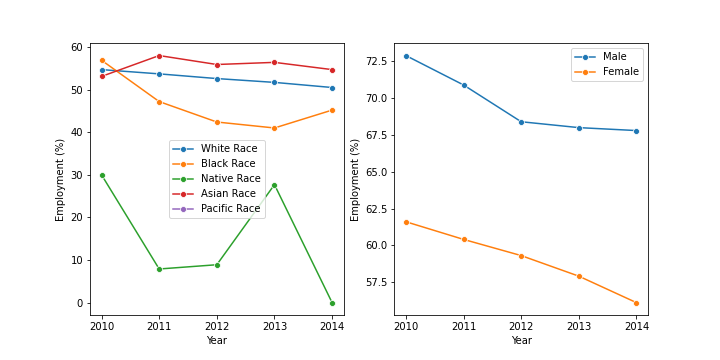 60
50
40
30
20
10
0
Employment (%)
White Race
Black Race
Native Race
Asian Race
Pacific Race
2010 2011 2012 2013 2014
Year
72.5
70.0
67.5
65.0
62.5
60.0
57.5
Employment (%)
Male
Female
2010 2011 2012 2013 2014
Year